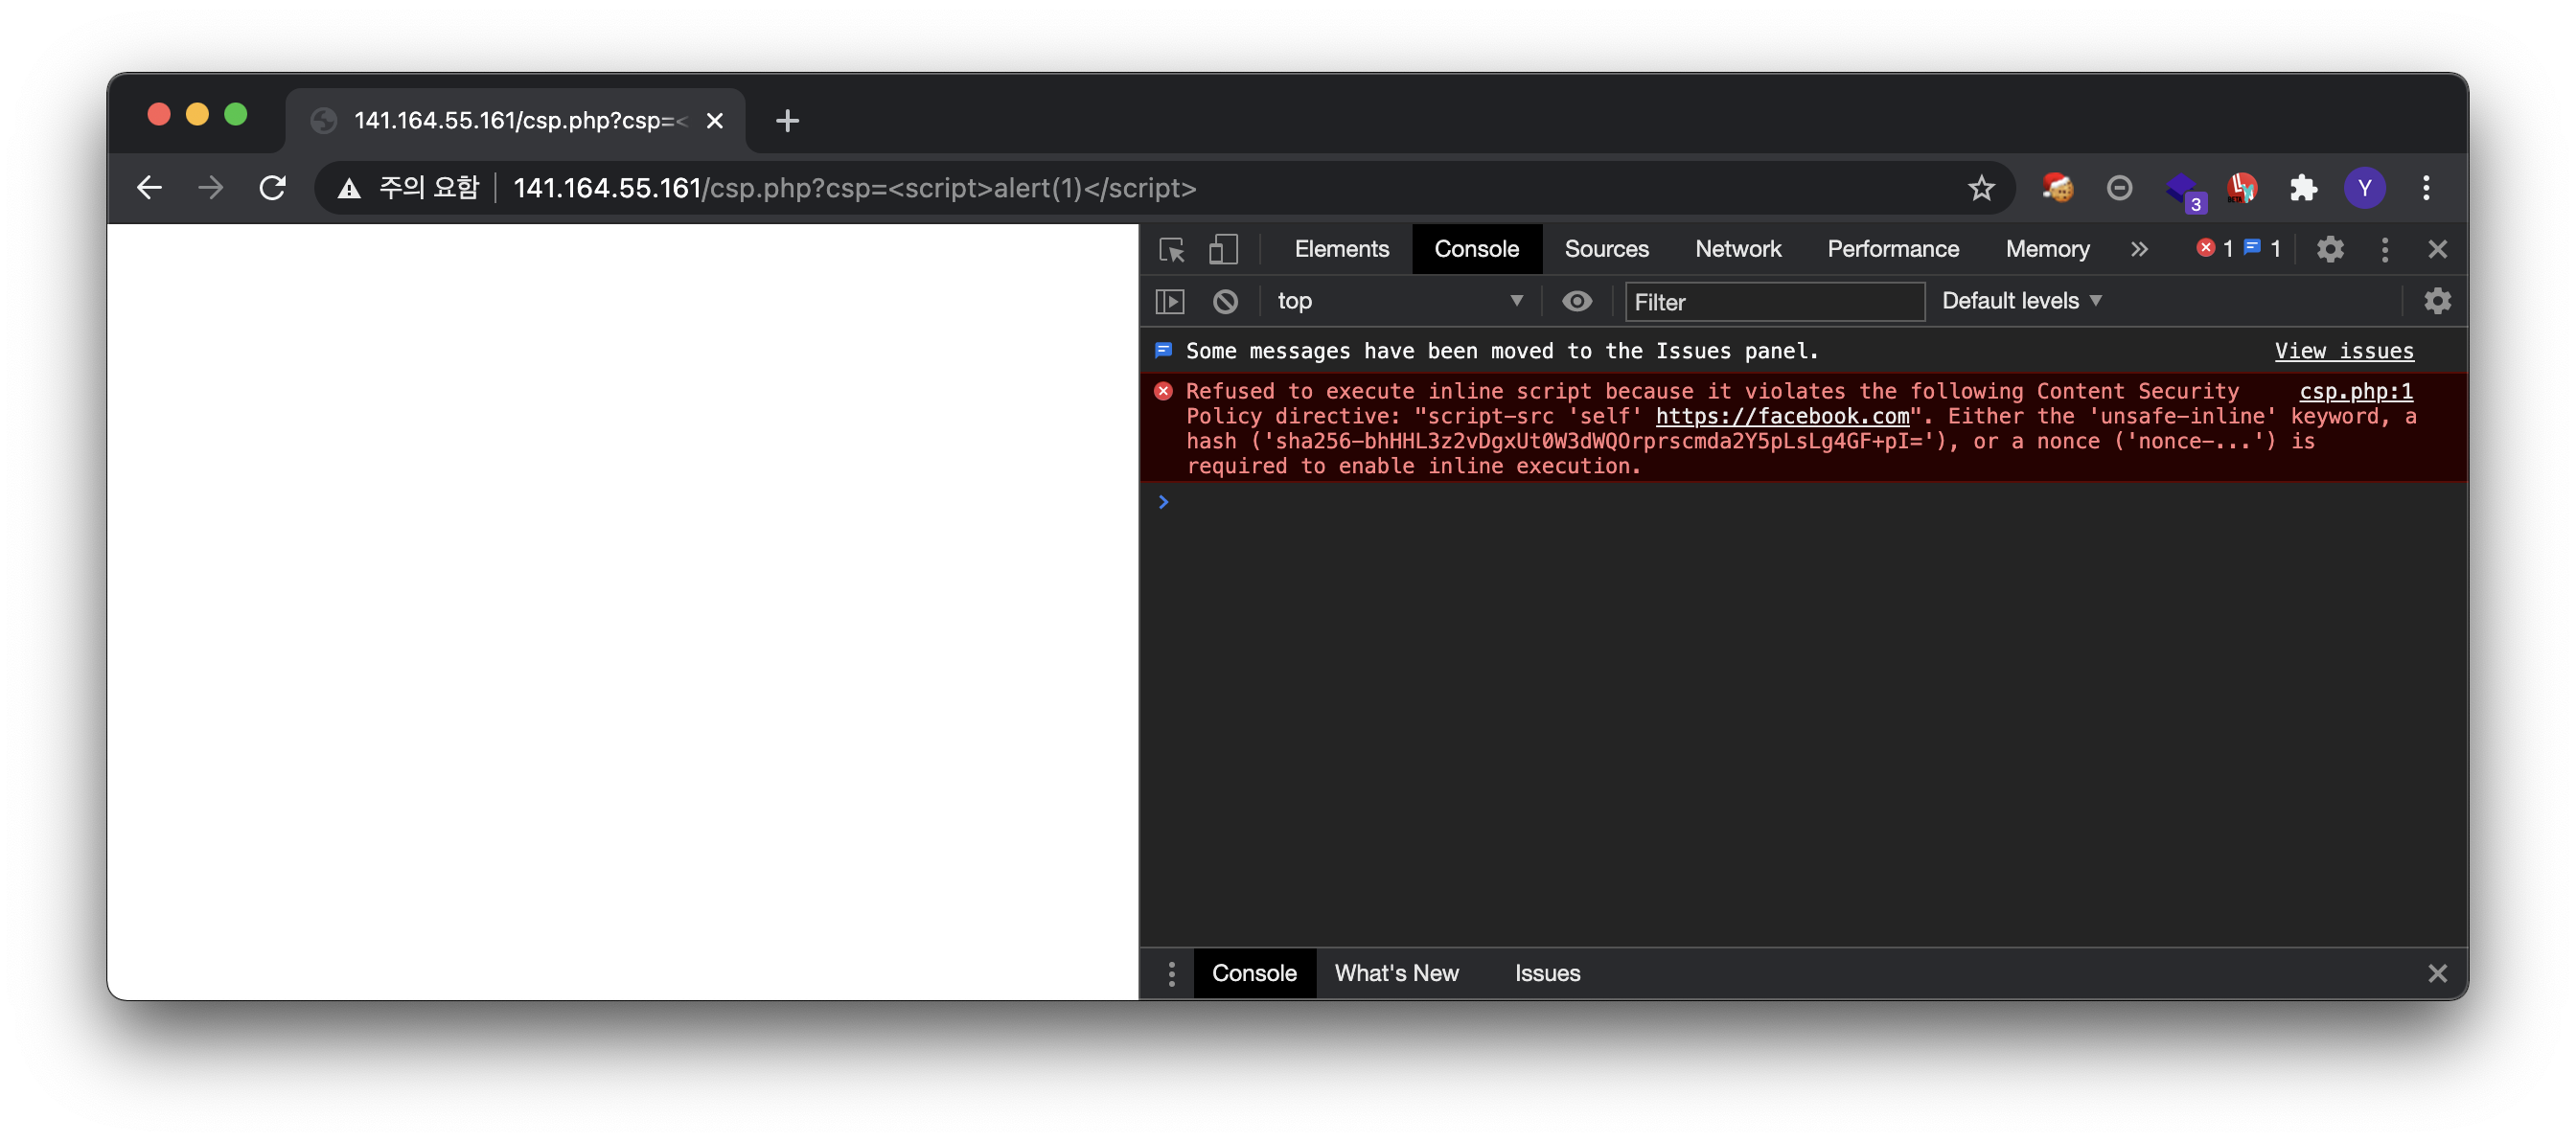 141.164.55.161/csp.php?csp=<
주의 요함 141.164.55.161/csp.php?csp=<script>alert(1)</script>
3
Y
Elements Console Sources Network Performance Memory 1 1
top Filter Default levels
Some messages have been moved to the Issues panel. View issues
Refused to execute inline script because it violates the following Content Security csp.php:1
Policy directive: "script-src 'self' https://facebook.com". Either the 'unsafe-inline' keyword, a
hash ('sha256-bhHHL3z2vDgxUt0W3dWQOrprscmda2Y5pLsLg4GF+pI='), or a nonce ('nonce-...') is
required to enable inline execution.
Console What's New Issues